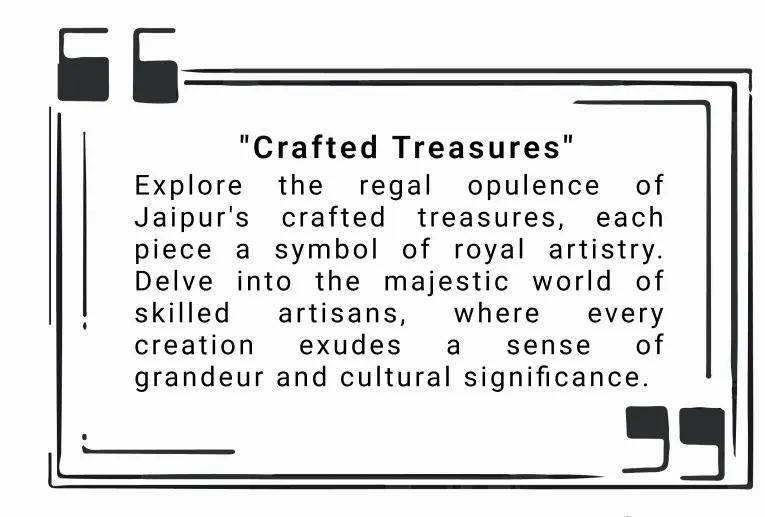 "Crafted Treasures"
Explore the regal opulence of
Jaipur's crafted treasures, each
piece a symbol of royal artistry.
Delve into the majestic world of
skilled artisans, where every
creation exudes a sense of
grandeur and cultural significance.